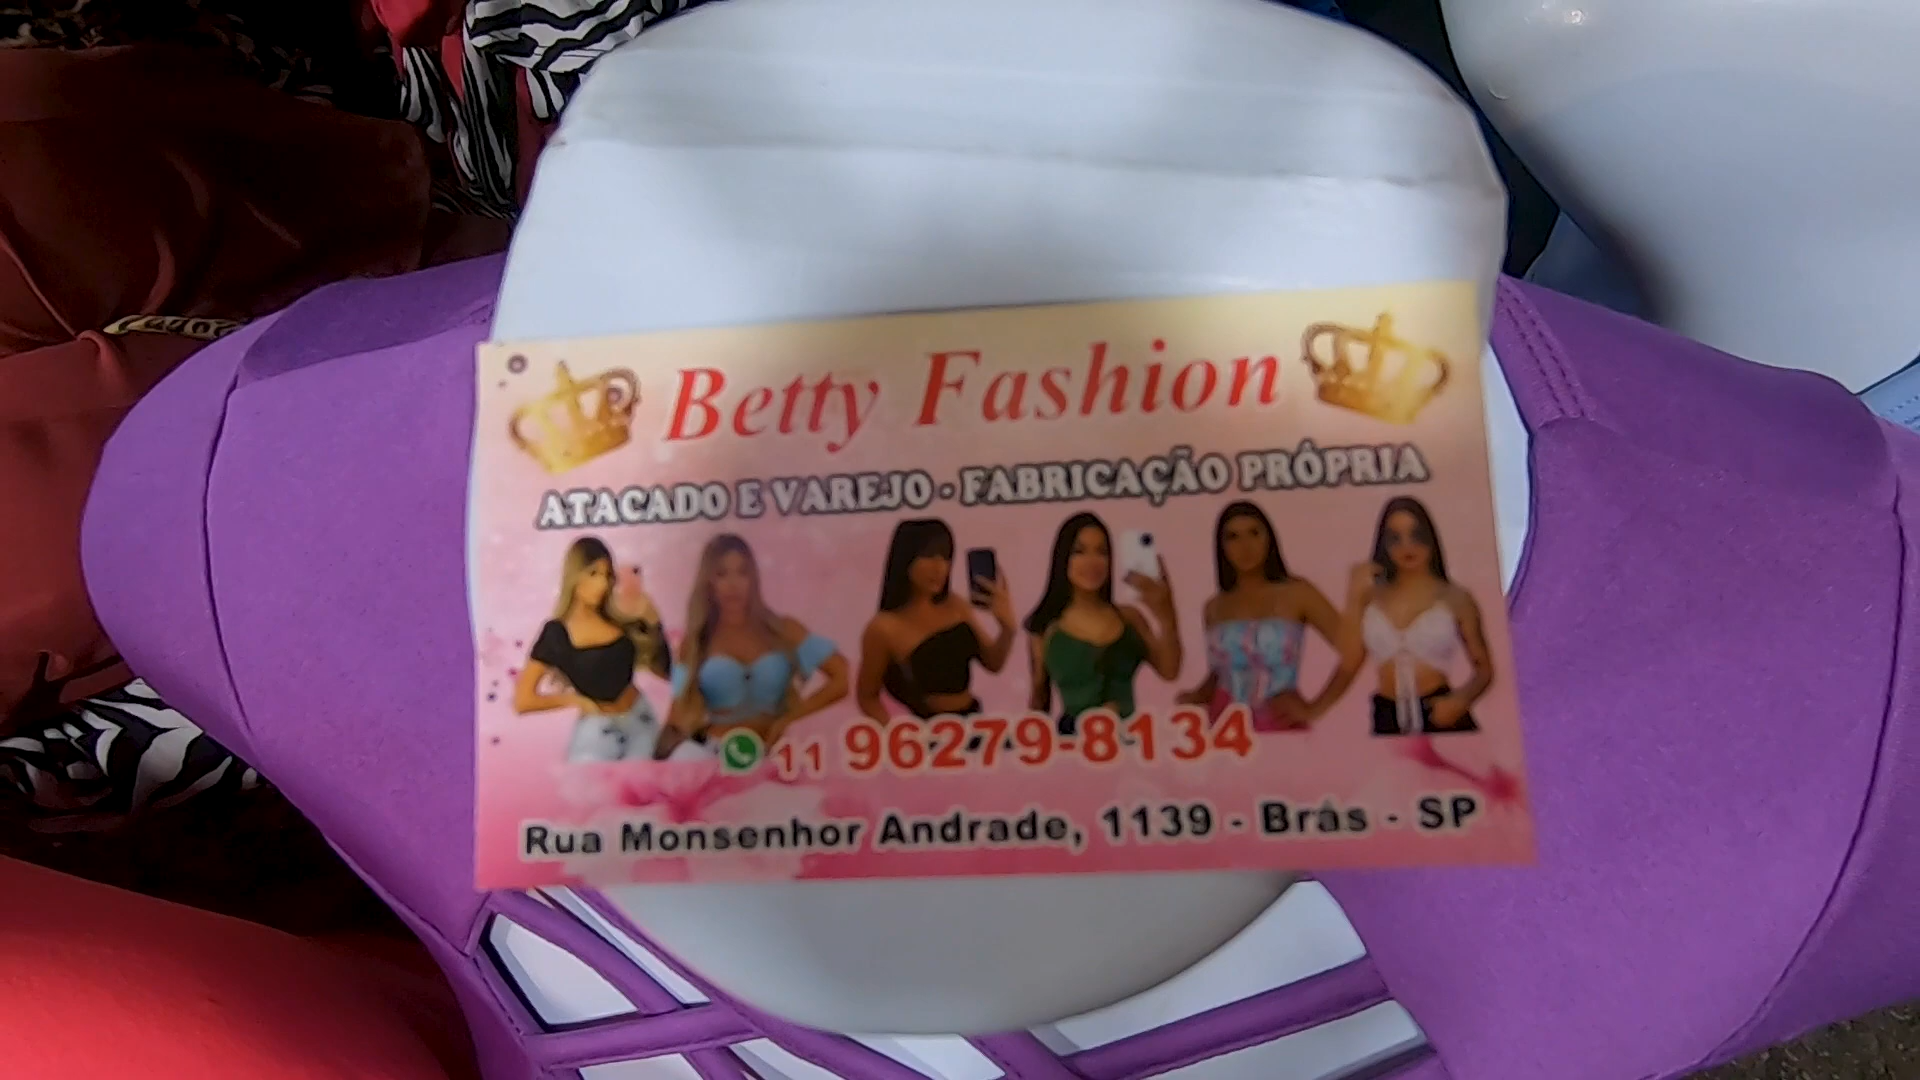 Betty Fashion
ATACADO E VAREJO - FABRICAÇÃO PRÓPRIA
11 96279-8134
Rua Monsenhor Andrade, 1139 - Brás - SP